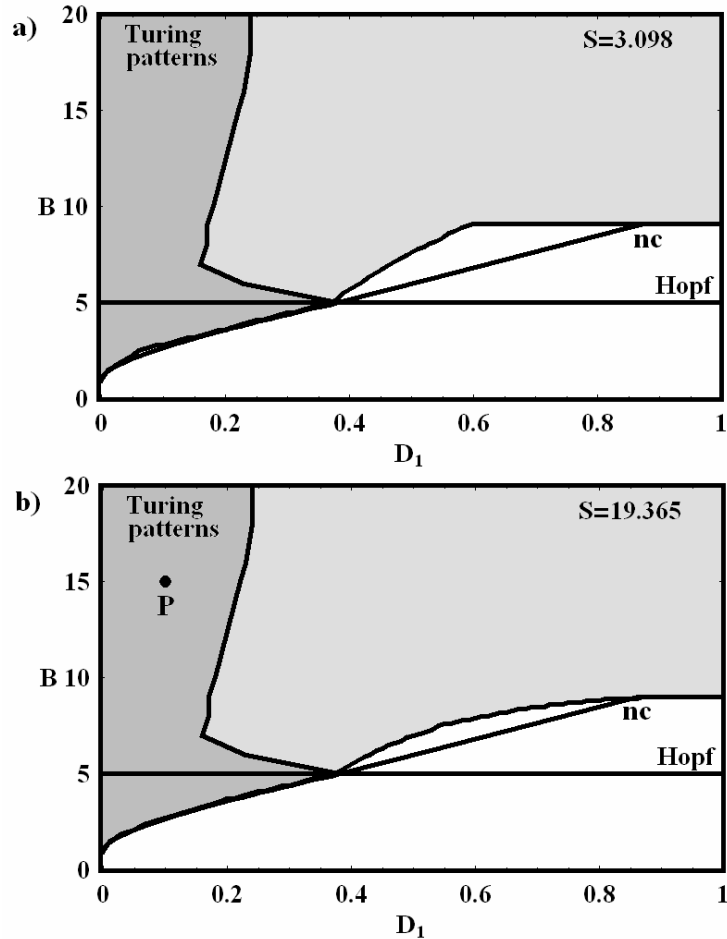 a)
20
Turing
patterns
S=3.098
15
B 10
nc
Hopf
5
0
0 0.2 0.4 0.6 0.8 1
D1
b)
20
Turing
patterns
S=19.365
15
P
B 10
nc
Hopf
5
0
0 0.2 0.4 0.6 0.8 1
D1